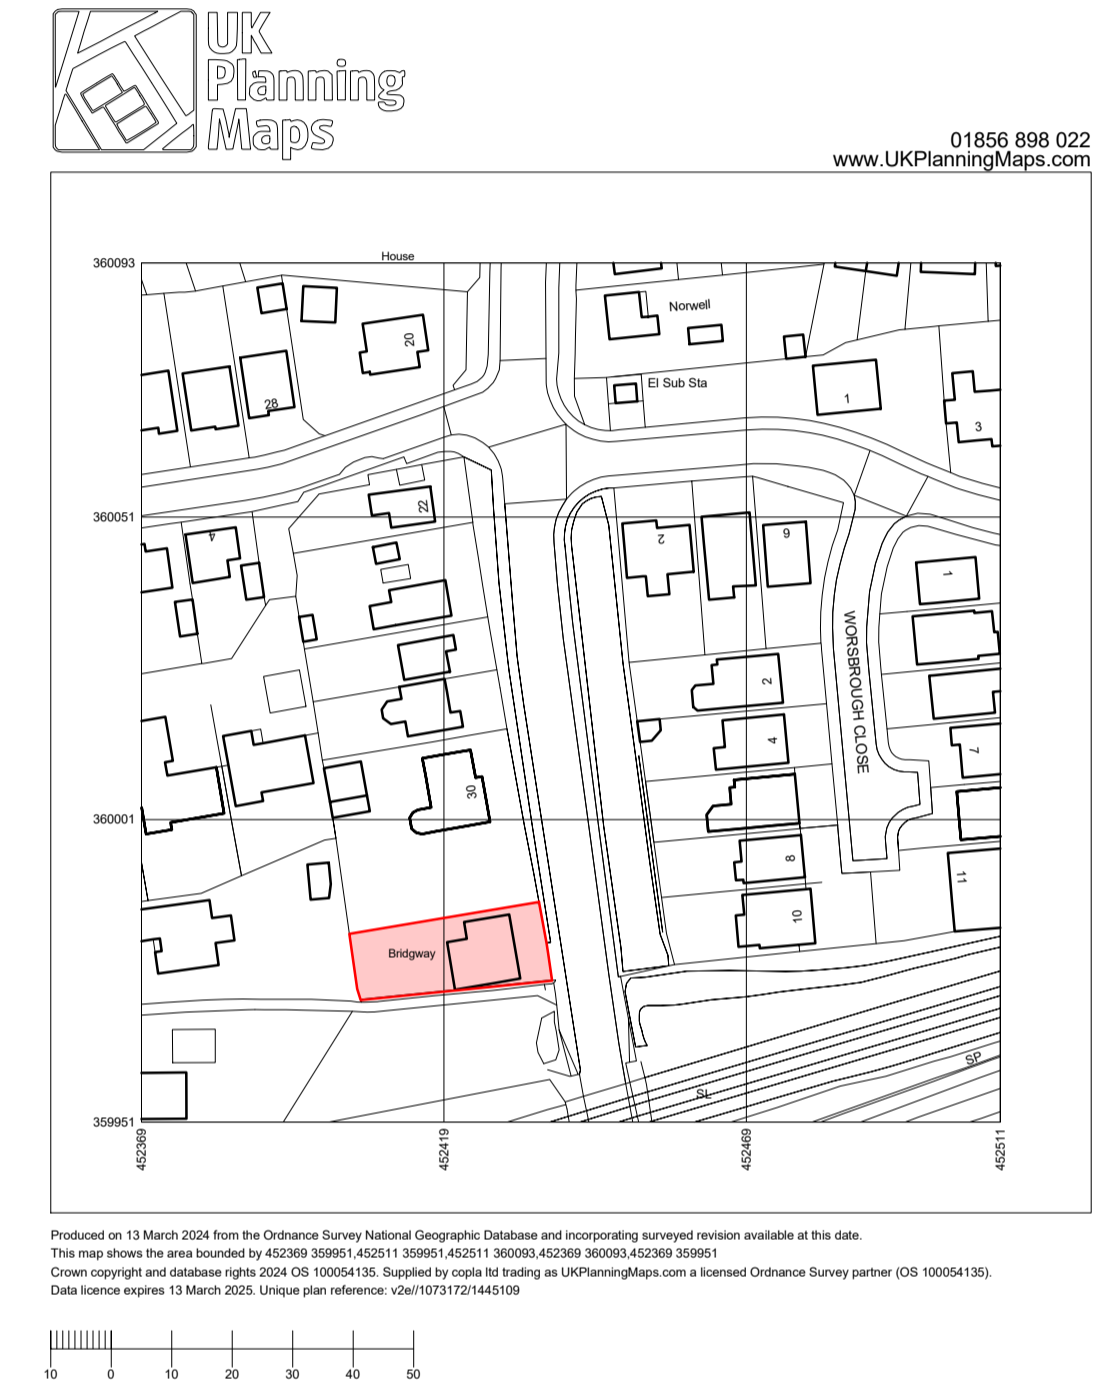 UK
Planning
Maps
01856 898 022
www.UKPlanningMaps.com
House
360093
Norwell
20
El Sub Sta
28
1
3
22
360051
4
2
6
1
WORSBROUGH CLOSE
2
4
7
30
360001
8
11
10
Bridgway
SP
SL
359951
452369
452419
452469
452511
Produced on 13 March 2024 from the Ordnance Survey National Geographic Database and incorporating surveyed revision available at this date.
This map shows the area bounded by 452369 359951,452511 359951,452511 360093,452369 360093,452369 359951
Crown copyright and database rights 2024 OS 100054135. Supplied by copla ltd trading as UKPlanningMaps.com a licensed Ordnance Survey partner (OS 100054135).
Data licence expires 13 March 2025. Unique plan reference: v2e//1073172/1445109
10 0 10 20 30 40 50